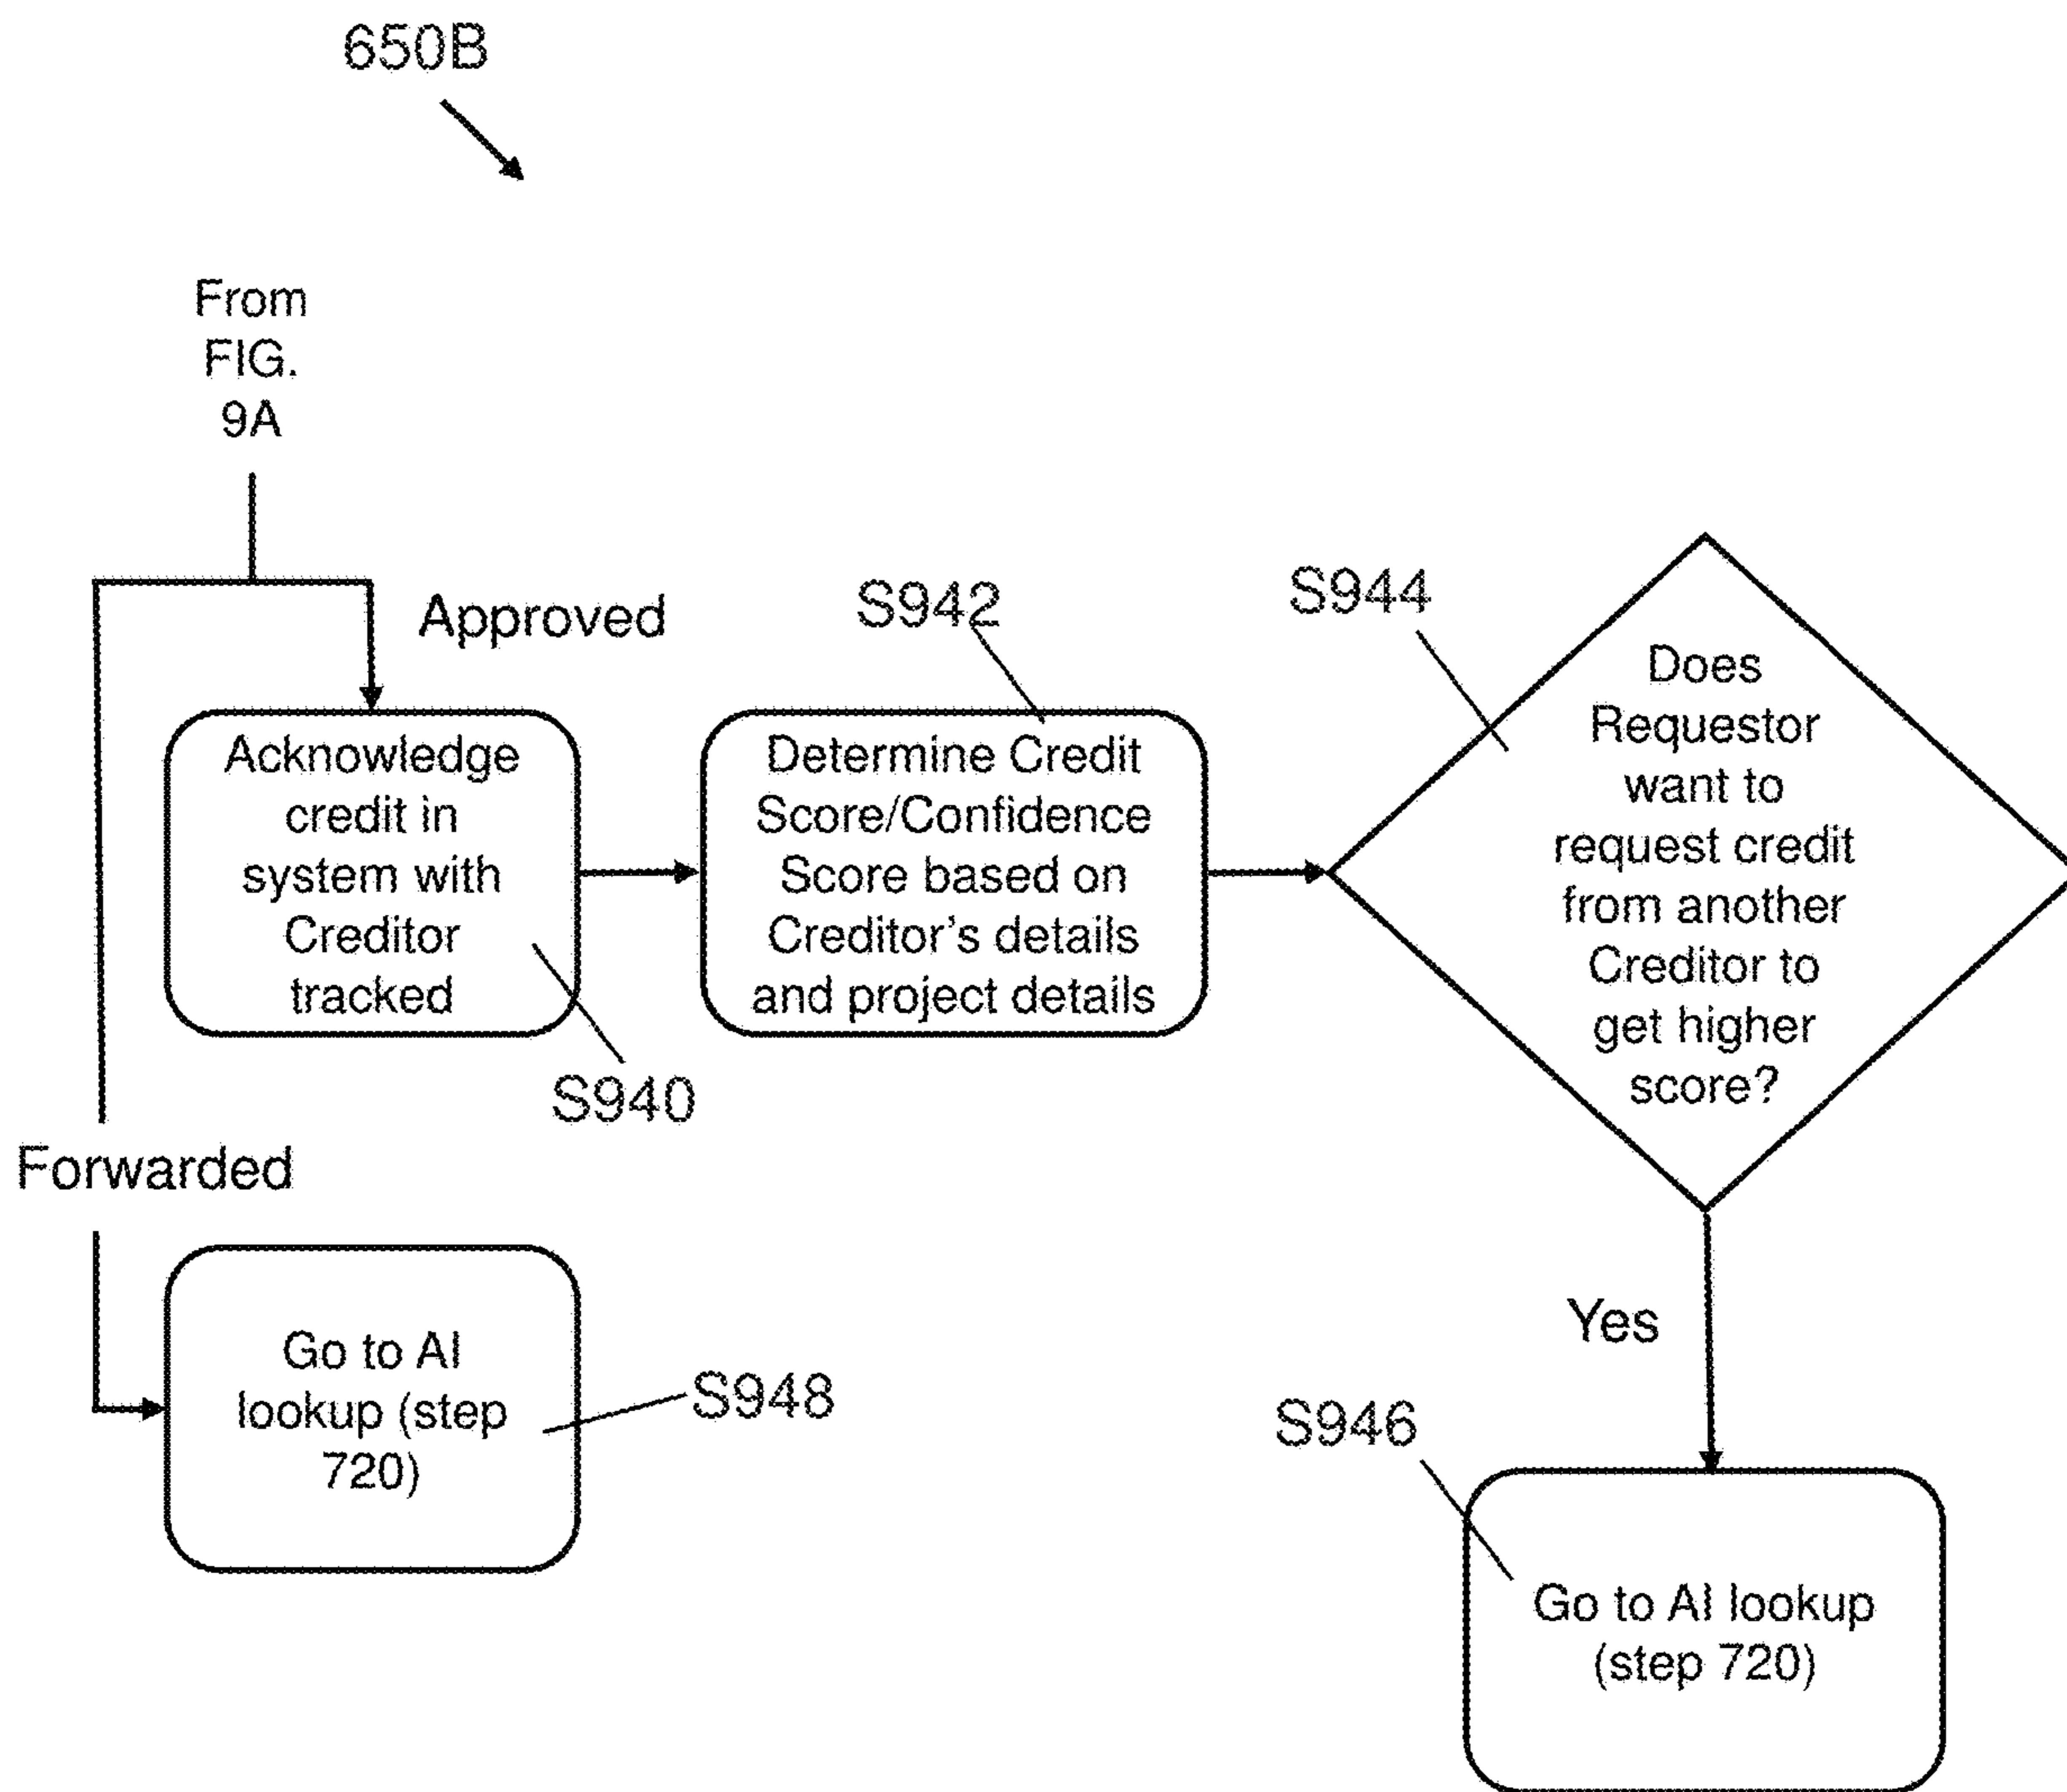 650B
From
FIG.
9A
Approved
S942
S944
Acknowledge
credit in
system with
Creditor
tracked
Determine Credit
Score/Confidence
Score based on
Creditor's details
and project details
Does
Requestor
want to
request credit
from another
Creditor to
get higher
score?
S940
Forwarded
Go to AI
lookup (step
720)
S948
Yes
S946
Go to AI lookup
(step 720)